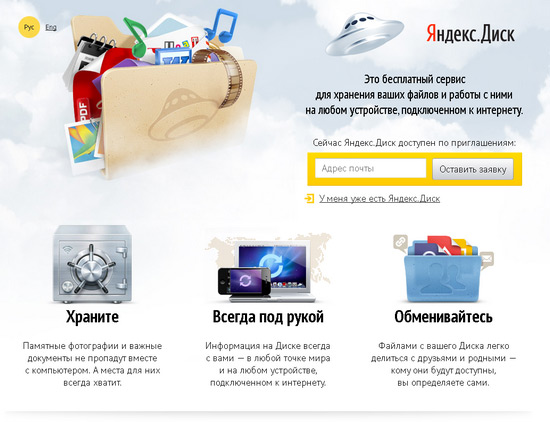 Рус Eng
Яндекс.Диск
PDF
Это бесплатный сервис
для хранения ваших файлов и работы с ними
на любом устройстве, подключенном к интернету.
Сейчас Яндекс.Диск доступен по приглашениям:
Адрес почты
Оставить заявку
У меня уже есть Яндекс.Диск
Храните
Памятные фотографии и важные
документы не пропадут вместе
с компьютером. А места для них
всегда хватит.
Всегда под рукой
Информация на Диске всегда
с вами — в любой точке мира
и на любом устройстве,
подключенном к интернету.
Обменивайтесь
Файлами с вашего Диска легко
делиться с друзьями и родными —
кому они будут доступны,
вы определяете сами.